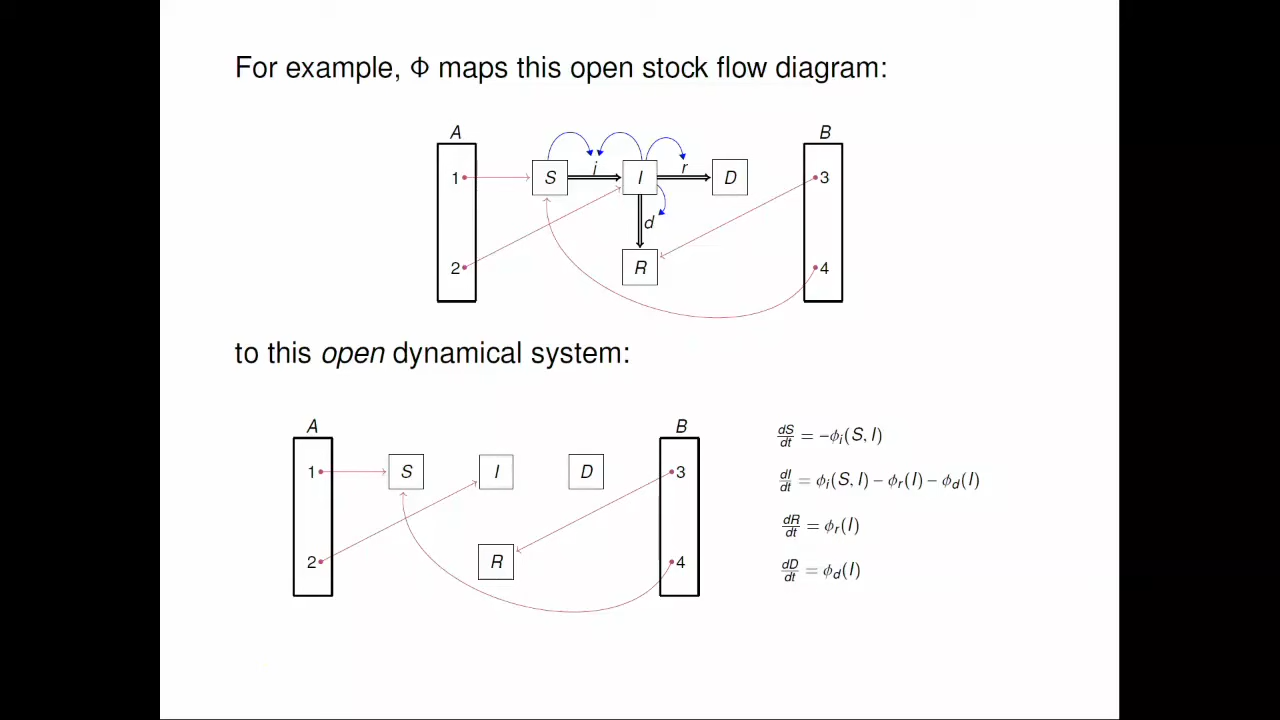 For example, Φ maps this open stock flow diagram:
A
B
1
S
i
I
r
D
3
d
2
R
4
to this open dynamical system:
A
B
1
S
I
D
3
2
R
4
dS/dt = −ϕi(S, I)
dI/dt = ϕi(S, I) − ϕr(I) − ϕd(I)
dR/dt = ϕr(I)
dD/dt = ϕd(I)